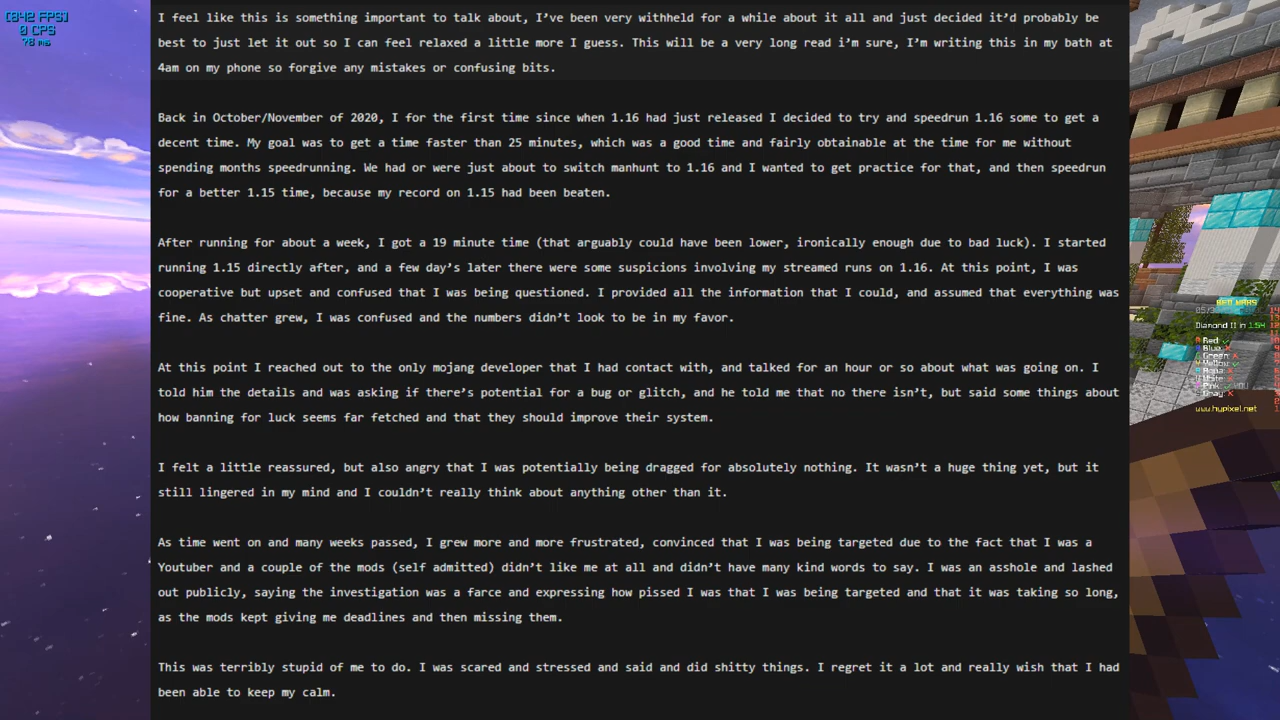 [842 FPS]
0 CPS
78 ms
I feel like this is something important to talk about, I’ve been very withheld for a while about it all and just decided it’d probably be
best to just let it out so I can feel relaxed a little more I guess. This will be a very long read i’m sure, I’m writing this in my bath at
4am on my phone so forgive any mistakes or confusing bits.
Back in October/November of 2020, I for the first time since when 1.16 had just released I decided to try and speedrun 1.16 some to get a
decent time. My goal was to get a time faster than 25 minutes, which was a good time and fairly obtainable at the time for me without
spending months speedrunning. We had or were just about to switch manhunt to 1.16 and I wanted to get practice for that, and then speedrun
for a better 1.15 time, because my record on 1.15 had been beaten.
After running for about a week, I got a 19 minute time (that arguably could have been lower, ironically enough due to bad luck). I started
running 1.15 directly after, and a few day’s later there were some suspicions involving my streamed runs on 1.16. At this point, I was
cooperative but upset and confused that I was being questioned. I provided all the information that I could, and assumed that everything was
fine. As chatter grew, I was confused and the numbers didn’t look to be in my favor.
At this point I reached out to the only mojang developer that I had contact with, and talked for an hour or so about what was going on. I
told him the details and was asking if there’s potential for a bug or glitch, and he told me that no there isn’t, but said some things about
how banning for luck seems far fetched and that they should improve their system.
I felt a little reassured, but also angry that I was potentially being dragged for absolutely nothing. It wasn’t a huge thing yet, but it
still lingered in my mind and I couldn’t really think about anything other than it.
As time went on and many weeks passed, I grew more and more frustrated, convinced that I was being targeted due to the fact that I was a
Youtuber and a couple of the mods (self admitted) didn’t like me at all and didn’t have many kind words to say. I was an asshole and lashed
out publicly, saying the investigation was a farce and expressing how pissed I was that I was being targeted and that it was taking so long,
as the mods kept giving me deadlines and then missing them.
This was terribly stupid of me to do. I was scared and stressed and said and did shitty things. I regret it a lot and really wish that I had
been able to keep my calm.
BED WARS
Diamond II in 1:54
Red:
Blue:
Green:
Yellow:
Aqua:
White:
Pink: YOU
Gray:
www.hypixel.net